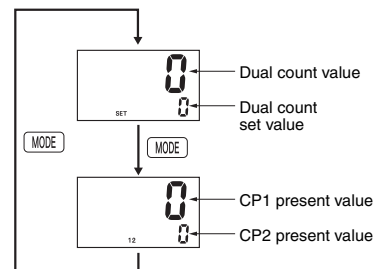 0
Dual count value
0
Dual count
set value
SET
MODE
MODE
0
CP1 present value
0
CP2 present value
12